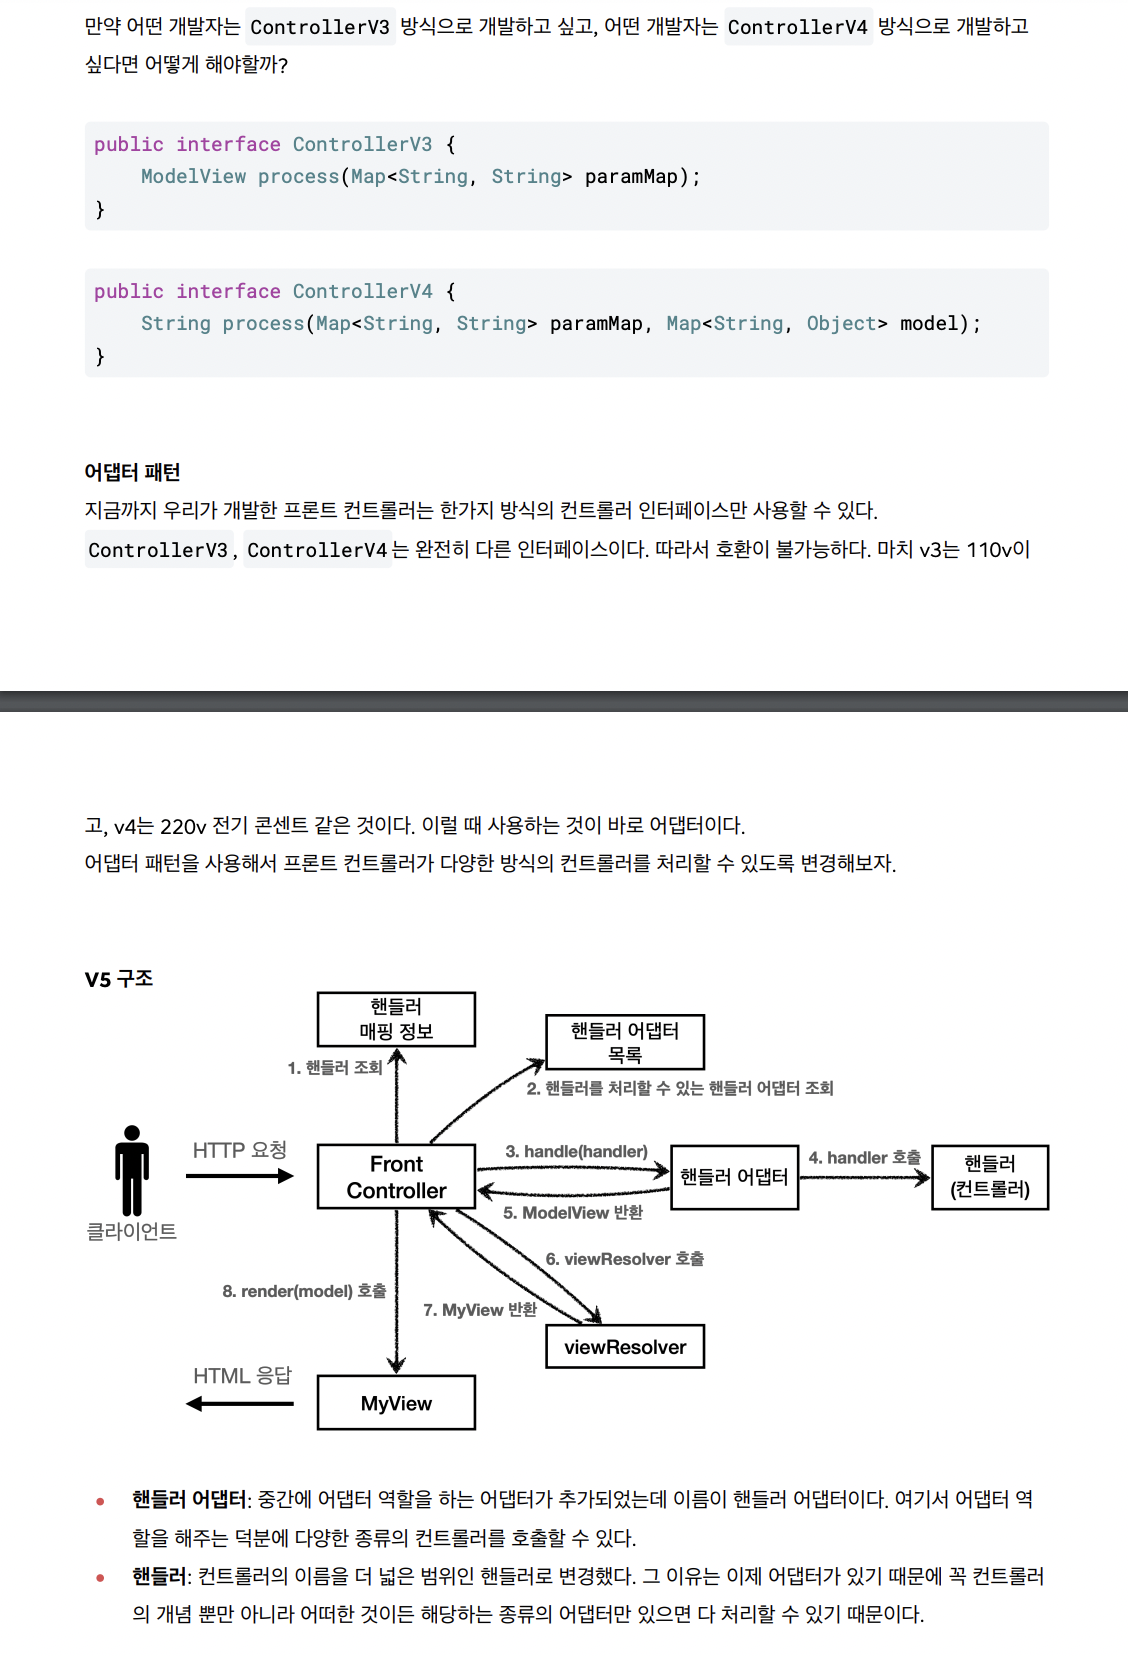 만약 어떤 개발자는 ControllerV3 방식으로 개발하고 싶고, 어떤 개발자는 ControllerV4 방식으로 개발하고
싶다면 어떻게 해야할까?
public interface ControllerV3 {
    ModelView process(Map<String, String> paramMap);
}
public interface ControllerV4 {
    String process(Map<String, String> paramMap, Map<String, Object> model);
}
어댑터 패턴
지금까지 우리가 개발한 프론트 컨트롤러는 한가지 방식의 컨트롤러 인터페이스만 사용할 수 있다.
ControllerV3, ControllerV4는 완전히 다른 인터페이스이다. 따라서 호환이 불가능하다. 마치 v3는 110v이
고, v4는 220v 전기 콘센트 같은 것이다. 이럴 때 사용하는 것이 바로 어댑터이다.
어댑터 패턴을 사용해서 프론트 컨트롤러가 다양한 방식의 컨트롤러를 처리할 수 있도록 변경해보자.
V5 구조
핸들러
매핑 정보
핸들러 어댑터
목록
1. 핸들러 조회
2. 핸들러를 처리할 수 있는 핸들러 어댑터 조회
HTTP 요청
클라이언트
Front
Controller
3. handle(handler)
핸들러 어댑터
4. handler 호출
핸들러
(컨트롤러)
5. ModelView 반환
6. viewResolver 호출
8. render(model) 호출
7. MyView 반환
viewResolver
HTML 응답
MyView
• 핸들러 어댑터: 중간에 어댑터 역할을 하는 어댑터가 추가되었는데 이름이 핸들러 어댑터이다. 여기서 어댑터 역
할을 해주는 덕분에 다양한 종류의 컨트롤러를 호출할 수 있다.
• 핸들러: 컨트롤러의 이름을 더 넓은 범위인 핸들러로 변경했다. 그 이유는 이제 어댑터가 있기 때문에 꼭 컨트롤러
의 개념 뿐만 아니라 어떠한 것이든 해당하는 종류의 어댑터만 있으면 다 처리할 수 있기 때문이다.